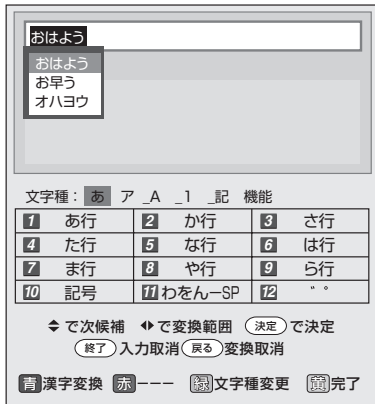 おはよう
おはよう
お早う
オハヨウ
文字種： あ ア _A _1 _記 機能
1 あ行 2 か行 3 さ行
4 た行 5 な行 6 は行
7 ま行 8 や行 9 ら行
10 記号 11 わをんーSP 12 ゛゜
で次候補 で変換範囲 決定 で決定
終了 入力取消 戻る 変換取消
青 漢字変換 赤 ーーー 緑 文字種変更 黄 完了